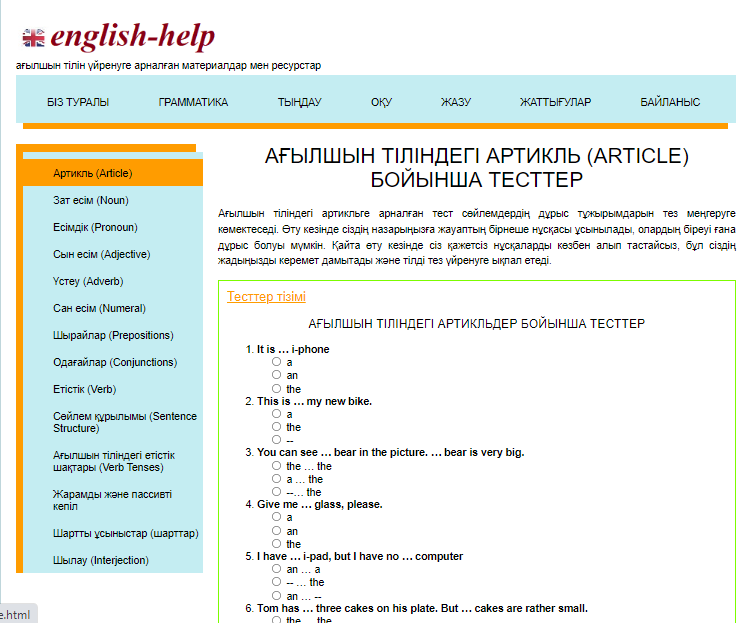 english-help
ағылшын тілін үйренуге арналған материалдар мен ресурстар
БІЗ ТУРАЛЫ ГРАММАТИКА ТЫҢДАУ ОҚУ ЖАЗУ ЖАТТЫҒУЛАР БАЙЛАНЫС
Артикль (Article)
Зат есім (Noun)
Есімдік (Pronoun)
Сын есім (Adjective)
Үстеу (Adverb)
Сан есім (Numeral)
Шырайлар (Prepositions)
Одағайлар (Conjunctions)
Етістік (Verb)
Сөйлем құрылымы (Sentence
Structure)
Ағылшын тіліндегі етістік
шақтары (Verb Tenses)
Жарамды және пассивті
кепіл
Шартты ұсыныстар (шарттар)
Шылау (Interjection)
АҒЫЛШЫН ТІЛІНДЕГІ АРТИКЛЬ (ARTICLE)
БОЙЫНША ТЕСТТЕР
Ағылшын тіліндегі артикльге арналған тест сөйлемдердің дұрыс тұжырымдарын тез меңгеруге
көмектеседі. Өту кезінде сіздің назарыңызға жауаптың бірнеше нұсқасы ұсынылады, олардың біреуі ғана
дұрыс болуы мүмкін. Қайта өту кезінде сіз қажетсіз нұсқаларды көзбен алып тастайсыз, бұл сіздің
жадыңызды керемет дамытады және тілді тез үйренуге ықпал етеді.
Тесттер тізімі
АҒЫЛШЫН ТІЛІНДЕГІ АРТИКЛЬДЕР БОЙЫНША ТЕСТТЕР
1. It is … i-phone
a
an
the
2. This is … my new bike.
a
the
--
3. You can see … bear in the picture. … bear is very big.
the … the
a … the
--… the
4. Give me … glass, please.
a
an
the
5. I have … i-pad, but I have no … computer
an … a
-- … the
an … --
6. Tom has … three cakes on his plate. But … cakes are rather small.
the … the
e.html